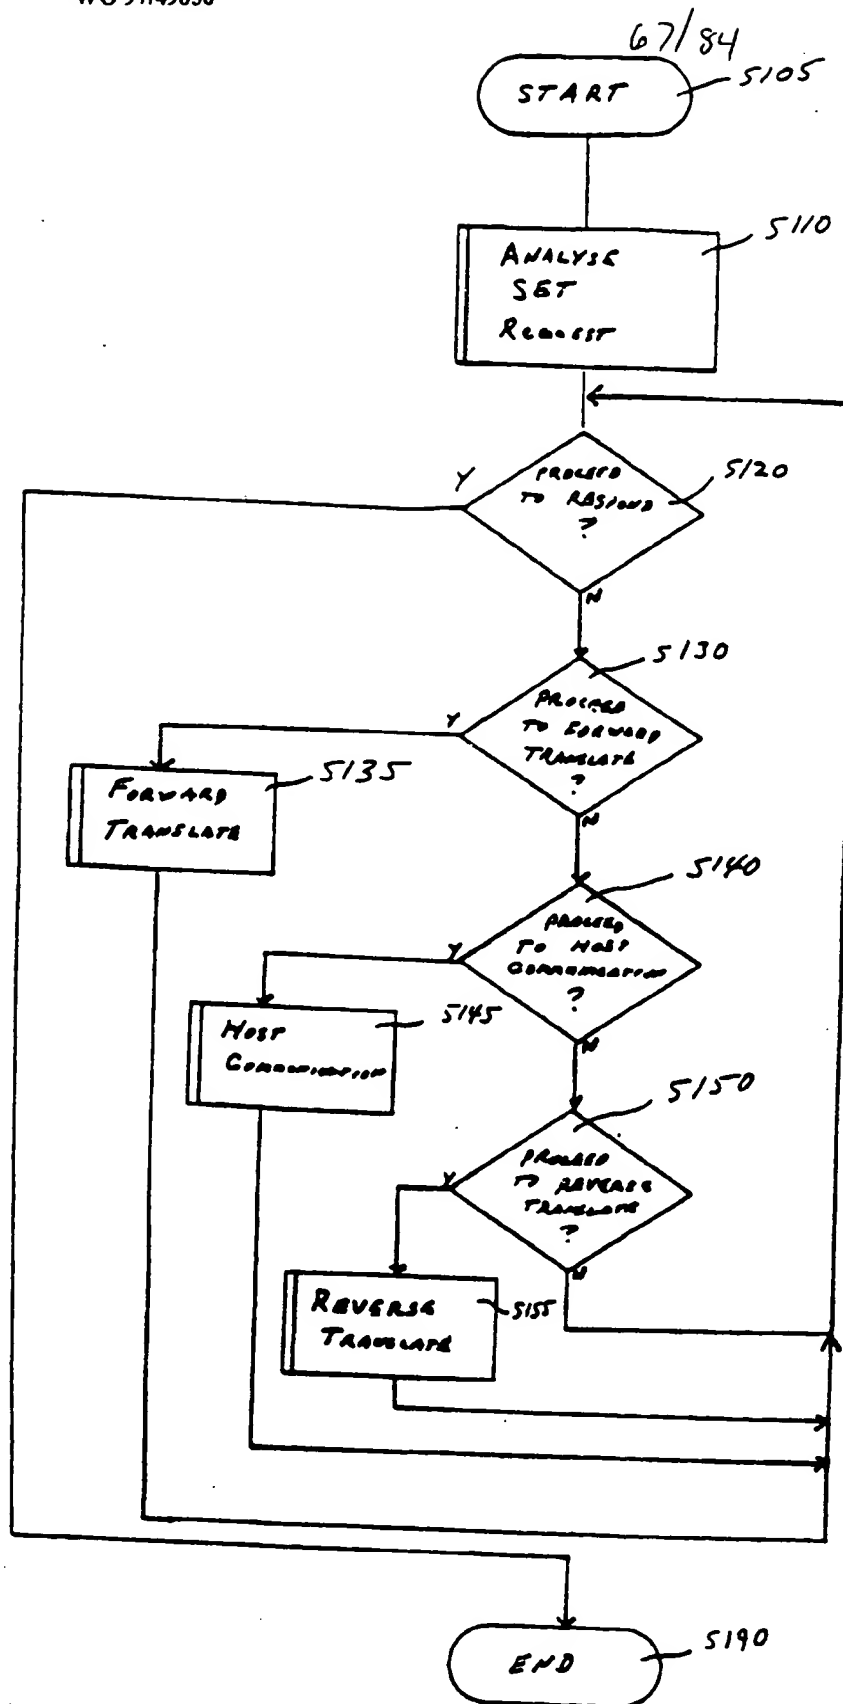 67/84
START
5105
ANALYSE
SET
REQUEST
5110
Y
PROCEED
TO RESPOND
?
5120
N
5130
PROCEED
TO FORWARD
TRANSLATE
?
Y
N
FORWARD
TRANSLATE
5135
5140
PROCEED
TO HOST
COMMUNICATION
?
Y
N
HOST
COMMUNICATION
5145
5150
PROCEED
TO REVERSE
TRANSLATE
?
Y
N
REVERSE
TRANSLATE
5155
END
5190